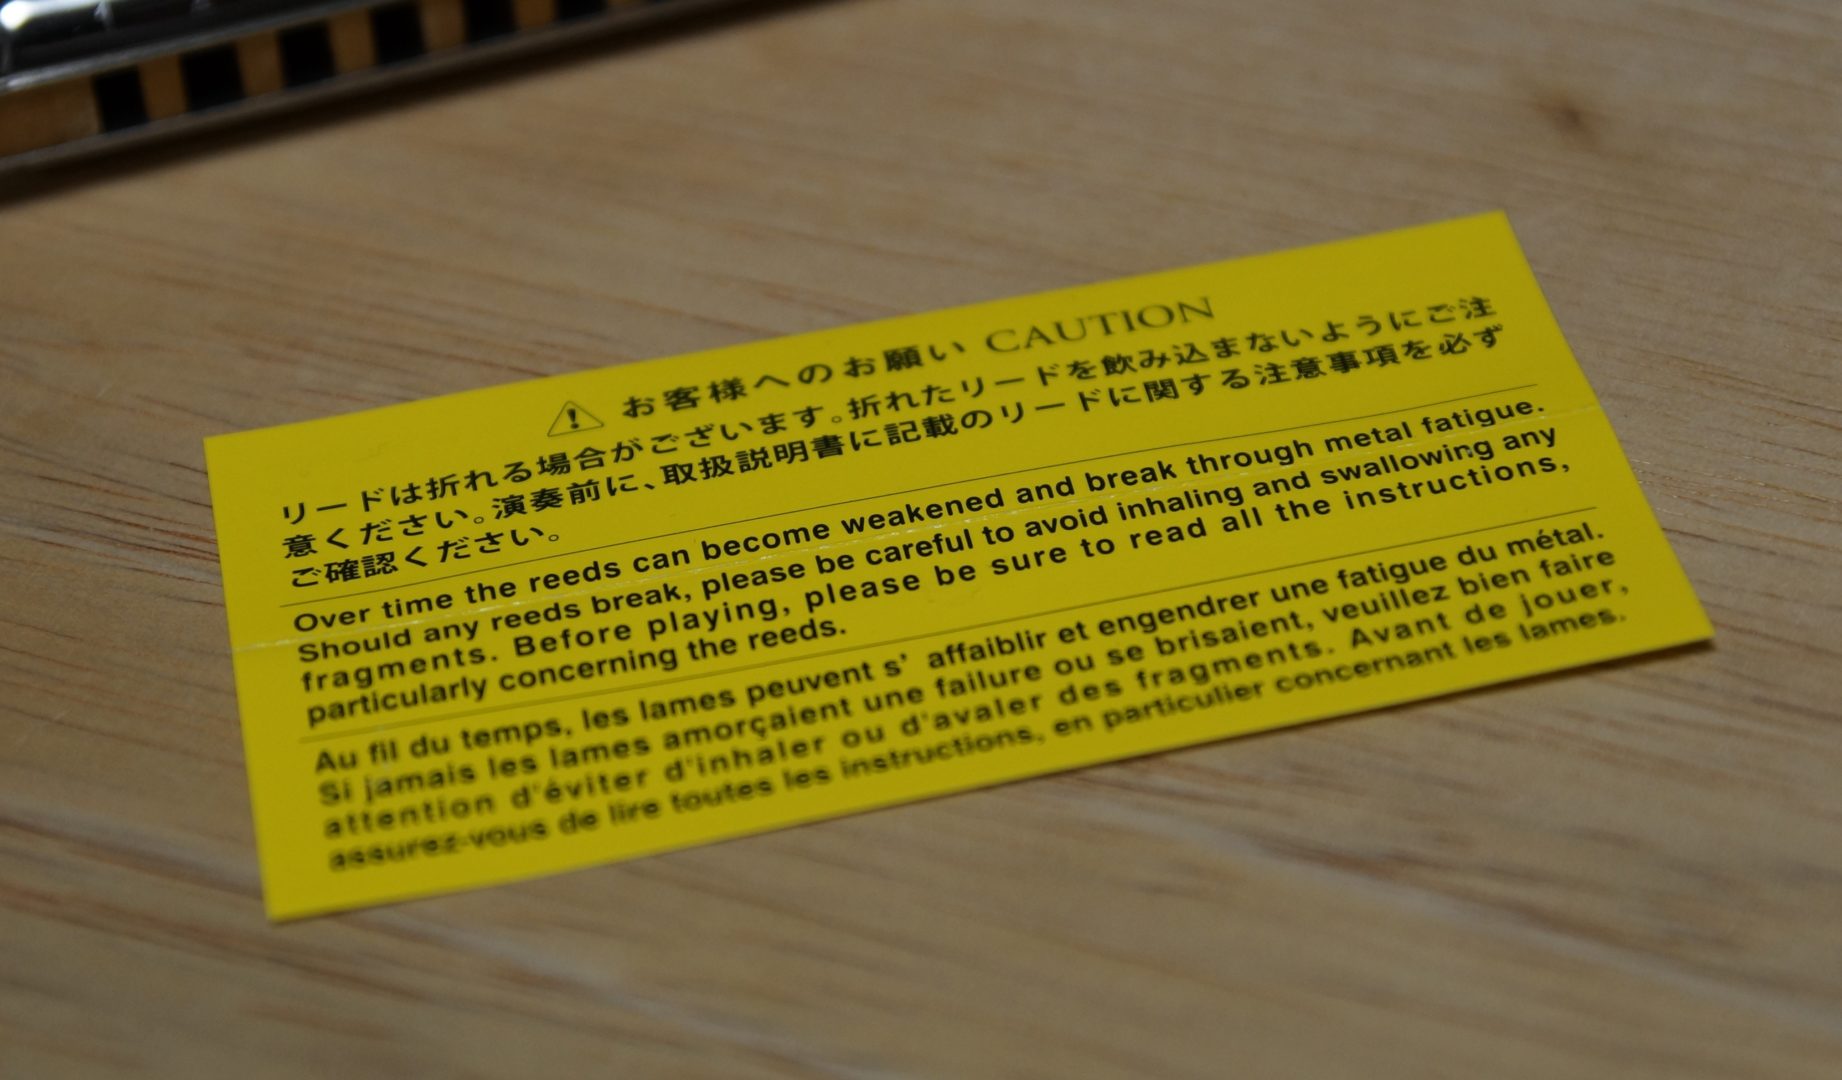 ⚠ お客様へのお願い CAUTION
リードは折れる場合がございます。折れたリードを飲み込まないようにご注
意ください。演奏前に、取扱説明書に記載のリードに関する注意事項を必ず
ご確認ください。
Over time the reeds can become weakened and break through metal fatigue.
Should any reeds break, please be careful to avoid inhaling and swallowing any
fragments. Before playing, please be sure to read all the instructions,
particularly concerning the reeds.
Au fil du temps, les lames peuvent s' affaiblir et engendrer une fatigue du métal.
Si jamais les lames amorçaient une failure ou se brisaient, veuillez bien faire
attention d'éviter d'inhaler ou d'avaler des fragments. Avant de jouer,
assurez-vous de lire toutes les instructions, en particulier concernant les lames.